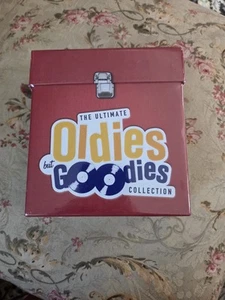 THE ULTIMATE
Oldies
but
GOOdies
COLLECTION